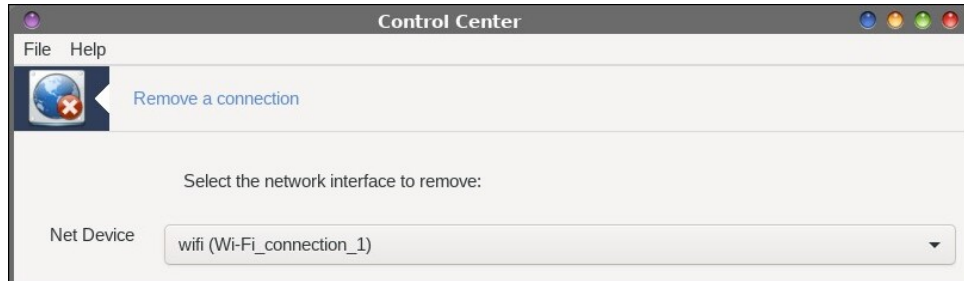 Control Center
File Help
Remove a connection
Select the network interface to remove:
Net Device wifi (Wi-Fi_connection_1)